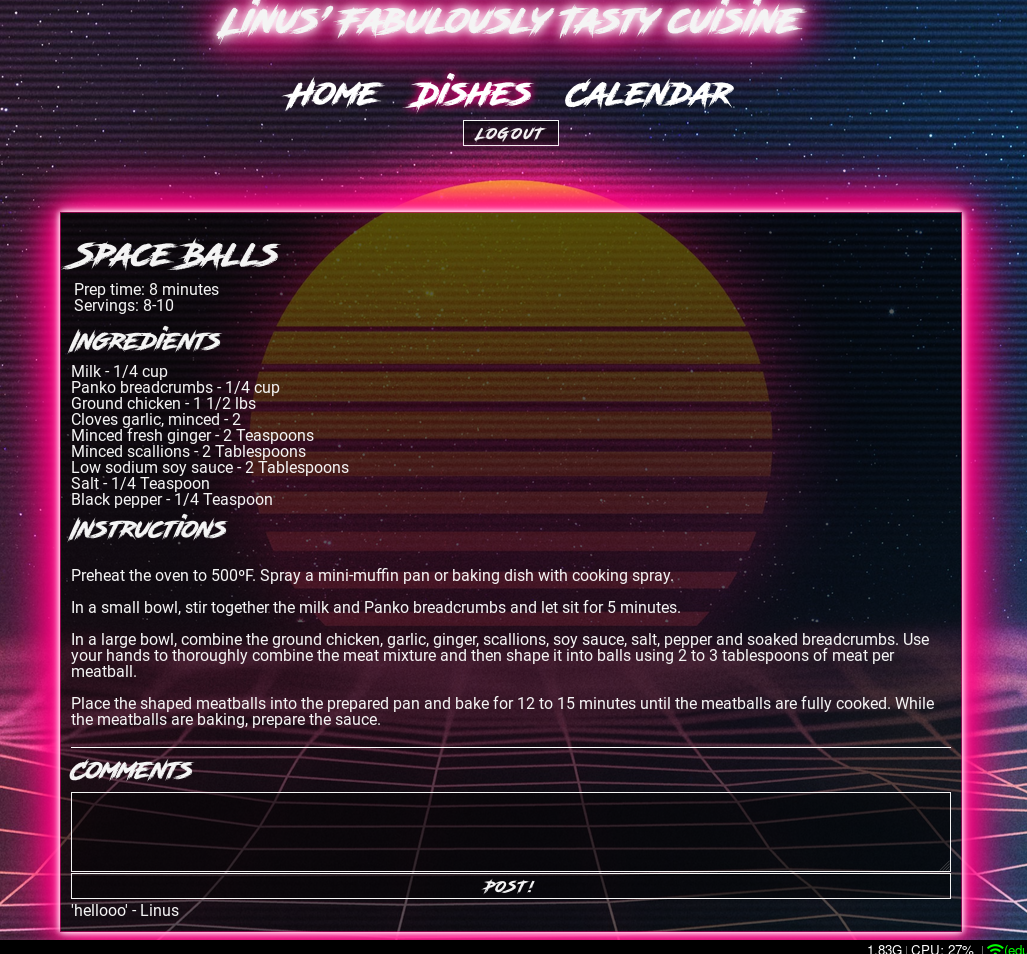 Linus' Fabulously Tasty Cuisine
Home Dishes Calendar
Logout
Space Balls
Prep time: 8 minutes
Servings: 8-10
Ingredients
Milk - 1/4 cup
Panko breadcrumbs - 1/4 cup
Ground chicken - 1 1/2 lbs
Cloves garlic, minced - 2
Minced fresh ginger - 2 Teaspoons
Minced scallions - 2 Tablespoons
Low sodium soy sauce - 2 Tablespoons
Salt - 1/4 Teaspoon
Black pepper - 1/4 Teaspoon
Instructions
Preheat the oven to 500ºF. Spray a mini-muffin pan or baking dish with cooking spray.
In a small bowl, stir together the milk and Panko breadcrumbs and let sit for 5 minutes.
In a large bowl, combine the ground chicken, garlic, ginger, scallions, soy sauce, salt, pepper and soaked breadcrumbs. Use
your hands to thoroughly combine the meat mixture and then shape it into balls using 2 to 3 tablespoons of meat per
meatball.
Place the shaped meatballs into the prepared pan and bake for 12 to 15 minutes until the meatballs are fully cooked. While
the meatballs are baking, prepare the sauce.
Comments
Post!
'hellooo' - Linus
1.83G | CPU: 27% | (edu